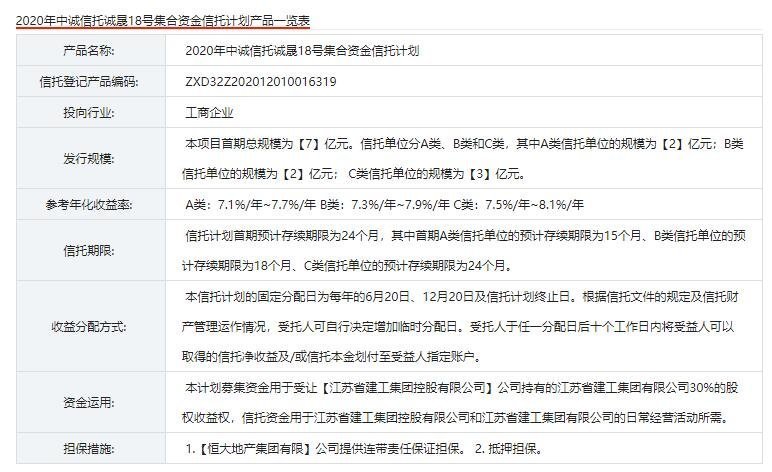 2020年中诚信托诚晟18号集合资金信托计划产品一览表
产品名称: 2020年中诚信托诚晟18号集合资金信托计划
信托登记产品编码: ZXD32Z202012010016319
投向行业: 工商企业
发行规模: 本项目首期总规模为【7】亿元。信托单位分A类、B类和C类，其中A类信托单位的规模为【2】亿元；B类
信托单位的规模为【2】亿元； C类信托单位的规模为【3】亿元。
参考年化收益率: A类：7.1%/年~7.7%/年 B类：7.3%/年~7.9%/年 C类：7.5%/年~8.1%/年
信托期限: 信托计划首期预计存续期限为24个月，其中首期A类信托单位的预计存续期限为15个月、B类信托单位的预
计存续期限为18个月、C类信托单位的预计存续期限为24个月。
收益分配方式: 本信托计划的固定分配日为每年的6月20日、12月20日及信托计划终止日。根据信托文件的规定及信托财
产管理运作情况，受托人可自行决定增加临时分配日。受托人于任一分配日后十个工作日内将受益人可以
取得的信托净收益及/或信托本金划付至受益人指定账户。
资金运用: 本计划募集资金用于受让【江苏省建工集团控股有限公司】公司持有的江苏省建工集团有限公司30%的股
权收益权，信托资金用于江苏省建工集团控股有限公司和江苏省建工集团有限公司的日常经营活动所需。
担保措施: 1.【恒大地产集团有限】公司提供连带责任保证担保。 2. 抵押担保。